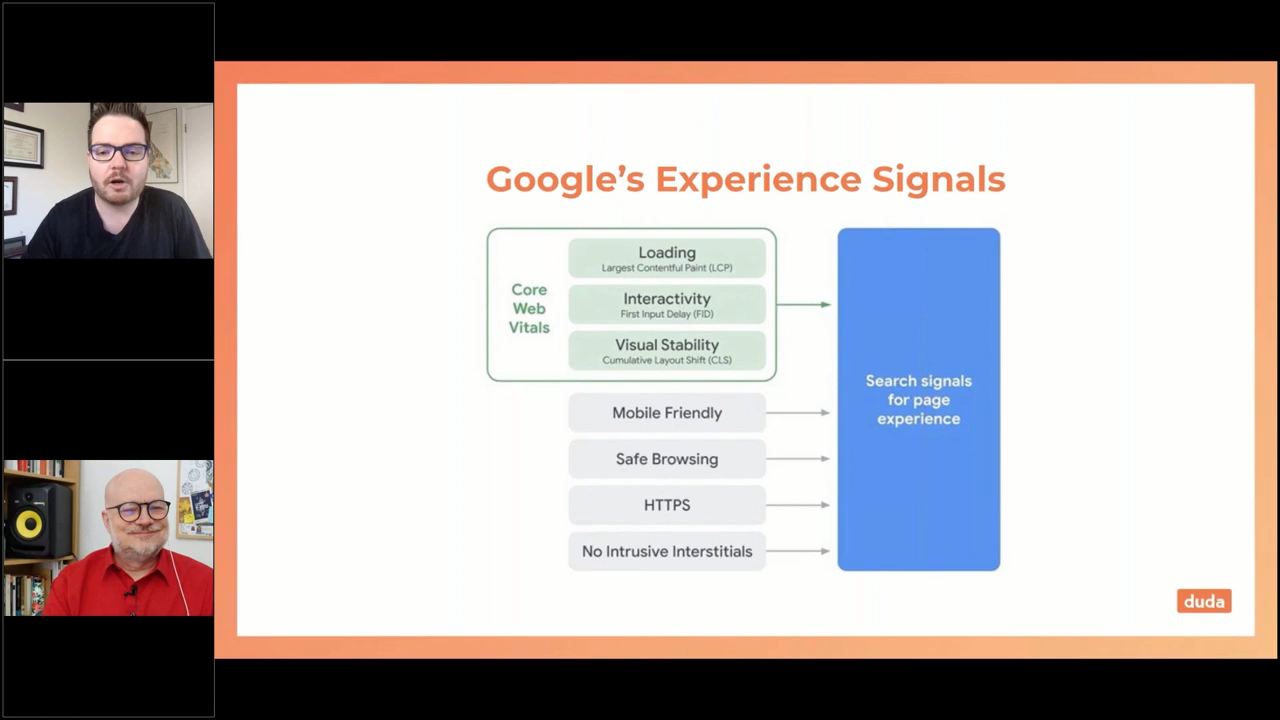 Google's Experience Signals
Core
Web
Vitals
Loading
Largest Contentful Paint (LCP)
Interactivity
First Input Delay (FID)
Visual Stability
Cumulative Layout Shift (CLS)
Mobile Friendly
Safe Browsing
HTTPS
No Intrusive Interstitials
Search signals
for page
experience
duda